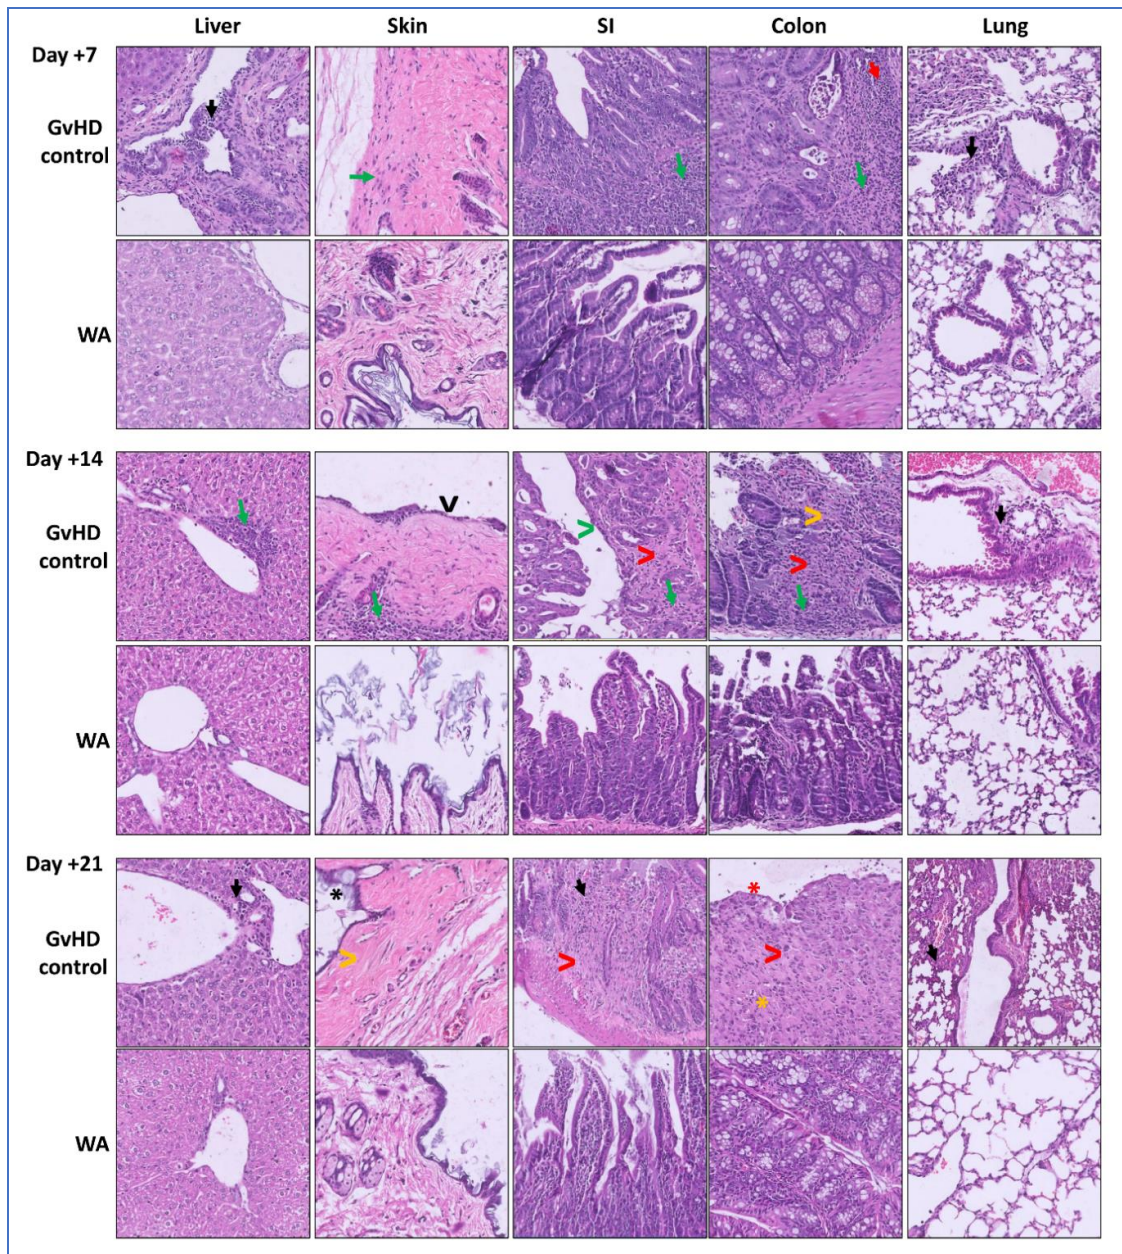 Liver Skin SI Colon Lung
Day +7
GvHD
control
WA
Day +14
GvHD
control
WA
Day +21
GvHD
control
WA